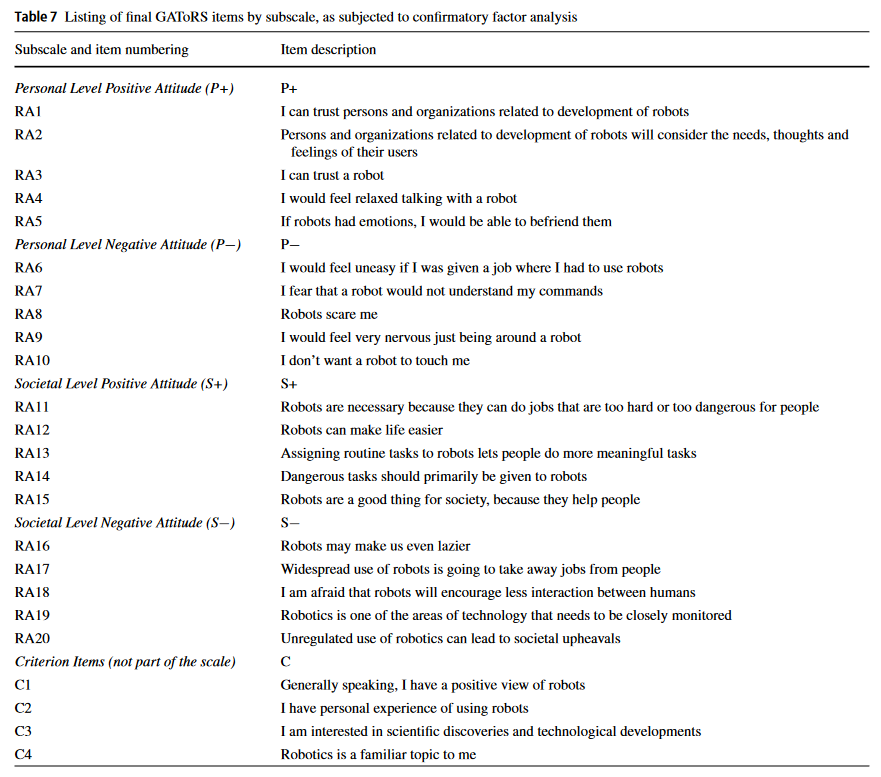 Table 7 Listing of final GAToRS items by subscale, as subjected to confirmatory factor analysis
Subscale and item numbering Item description
Personal Level Positive Attitude (P+) P+
RA1 I can trust persons and organizations related to development of robots
RA2 Persons and organizations related to development of robots will consider the needs, thoughts and
feelings of their users
RA3 I can trust a robot
RA4 I would feel relaxed talking with a robot
RA5 If robots had emotions, I would be able to befriend them
Personal Level Negative Attitude (P−) P−
RA6 I would feel uneasy if I was given a job where I had to use robots
RA7 I fear that a robot would not understand my commands
RA8 Robots scare me
RA9 I would feel very nervous just being around a robot
RA10 I don’t want a robot to touch me
Societal Level Positive Attitude (S+) S+
RA11 Robots are necessary because they can do jobs that are too hard or too dangerous for people
RA12 Robots can make life easier
RA13 Assigning routine tasks to robots lets people do more meaningful tasks
RA14 Dangerous tasks should primarily be given to robots
RA15 Robots are a good thing for society, because they help people
Societal Level Negative Attitude (S−) S−
RA16 Robots may make us even lazier
RA17 Widespread use of robots is going to take away jobs from people
RA18 I am afraid that robots will encourage less interaction between humans
RA19 Robotics is one of the areas of technology that needs to be closely monitored
RA20 Unregulated use of robotics can lead to societal upheavals
Criterion Items (not part of the scale) C
C1 Generally speaking, I have a positive view of robots
C2 I have personal experience of using robots
C3 I am interested in scientific discoveries and technological developments
C4 Robotics is a familiar topic to me